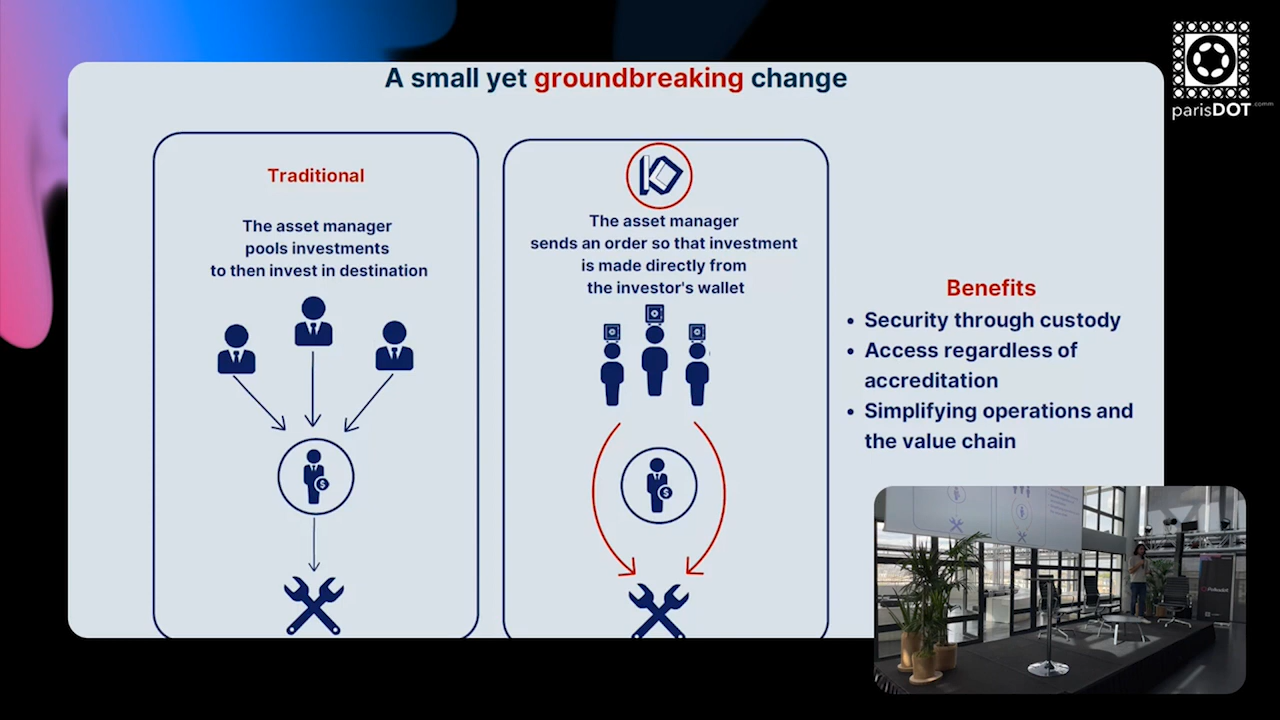 A small yet groundbreaking change
parisDOT.comm
Traditional
The asset manager
pools investments
to then invest in destination
The asset manager
sends an order so that investment
is made directly from
the investor's wallet
Benefits
• Security through custody
• Access regardless of
accreditation
• Simplifying operations and
the value chain